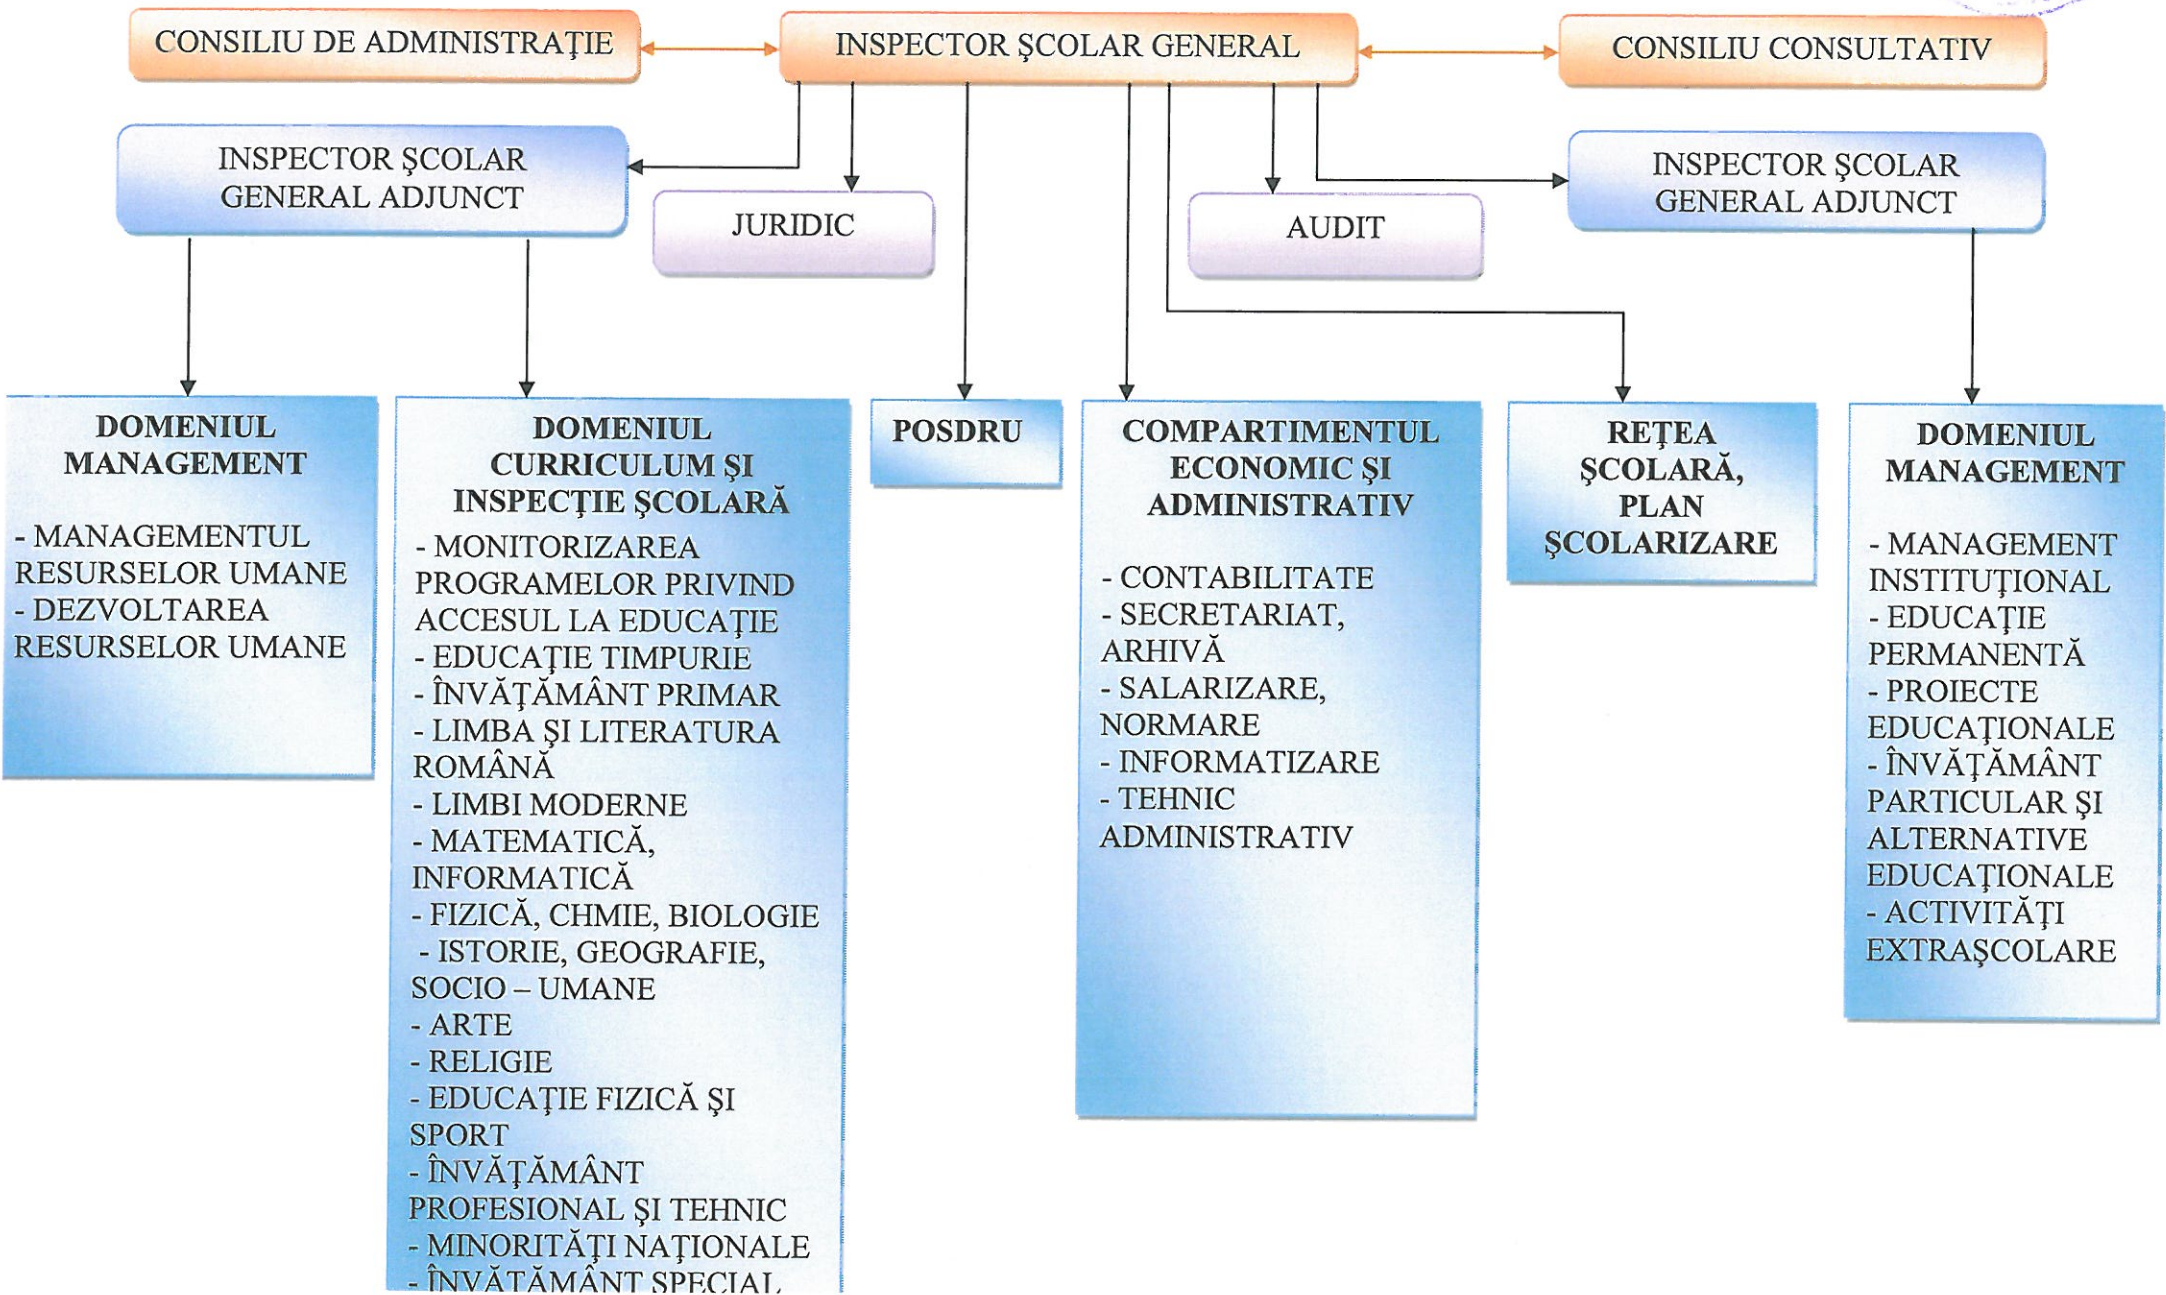 CONSILIU DE ADMINISTRAŢIE
INSPECTOR ŞCOLAR GENERAL
CONSILIU CONSULTATIV
INSPECTOR ŞCOLAR
GENERAL ADJUNCT
JURIDIC
AUDIT
INSPECTOR ŞCOLAR
GENERAL ADJUNCT
DOMENIUL
MANAGEMENT
- MANAGEMENTUL
RESURSELOR UMANE
- DEZVOLTAREA
RESURSELOR UMANE
DOMENIUL
CURRICULUM ŞI
INSPECŢIE ŞCOLARĂ
- MONITORIZAREA
PROGRAMELOR PRIVIND
ACCESUL LA EDUCAŢIE
- EDUCAŢIE TIMPURIE
- ÎNVĂŢĂMÂNT PRIMAR
- LIMBA ŞI LITERATURA
ROMÂNĂ
- LIMBI MODERNE
- MATEMATICĂ,
INFORMATICĂ
- FIZICĂ, CHMIE, BIOLOGIE
- ISTORIE, GEOGRAFIE,
SOCIO – UMANE
- ARTE
- RELIGIE
- EDUCAŢIE FIZICĂ ŞI
SPORT
- ÎNVĂŢĂMÂNT
PROFESIONAL ŞI TEHNIC
- MINORITĂŢI NAŢIONALE
- ÎNVĂŢĂMÂNT SPECIAL
POSDRU
COMPARTIMENTUL
ECONOMIC ŞI
ADMINISTRATIV
- CONTABILITATE
- SECRETARIAT,
ARHIVĂ
- SALARIZARE,
NORMARE
- INFORMATIZARE
- TEHNIC
ADMINISTRATIV
REŢEA
ŞCOLARĂ,
PLAN
ŞCOLARIZARE
DOMENIUL
MANAGEMENT
- MANAGEMENT
INSTITUŢIONAL
- EDUCAŢIE
PERMANENTĂ
- PROIECTE
EDUCAŢIONALE
- ÎNVĂŢĂMÂNT
PARTICULAR ŞI
ALTERNATIVE
EDUCAŢIONALE
- ACTIVITĂŢI
EXTRAŞCOLARE